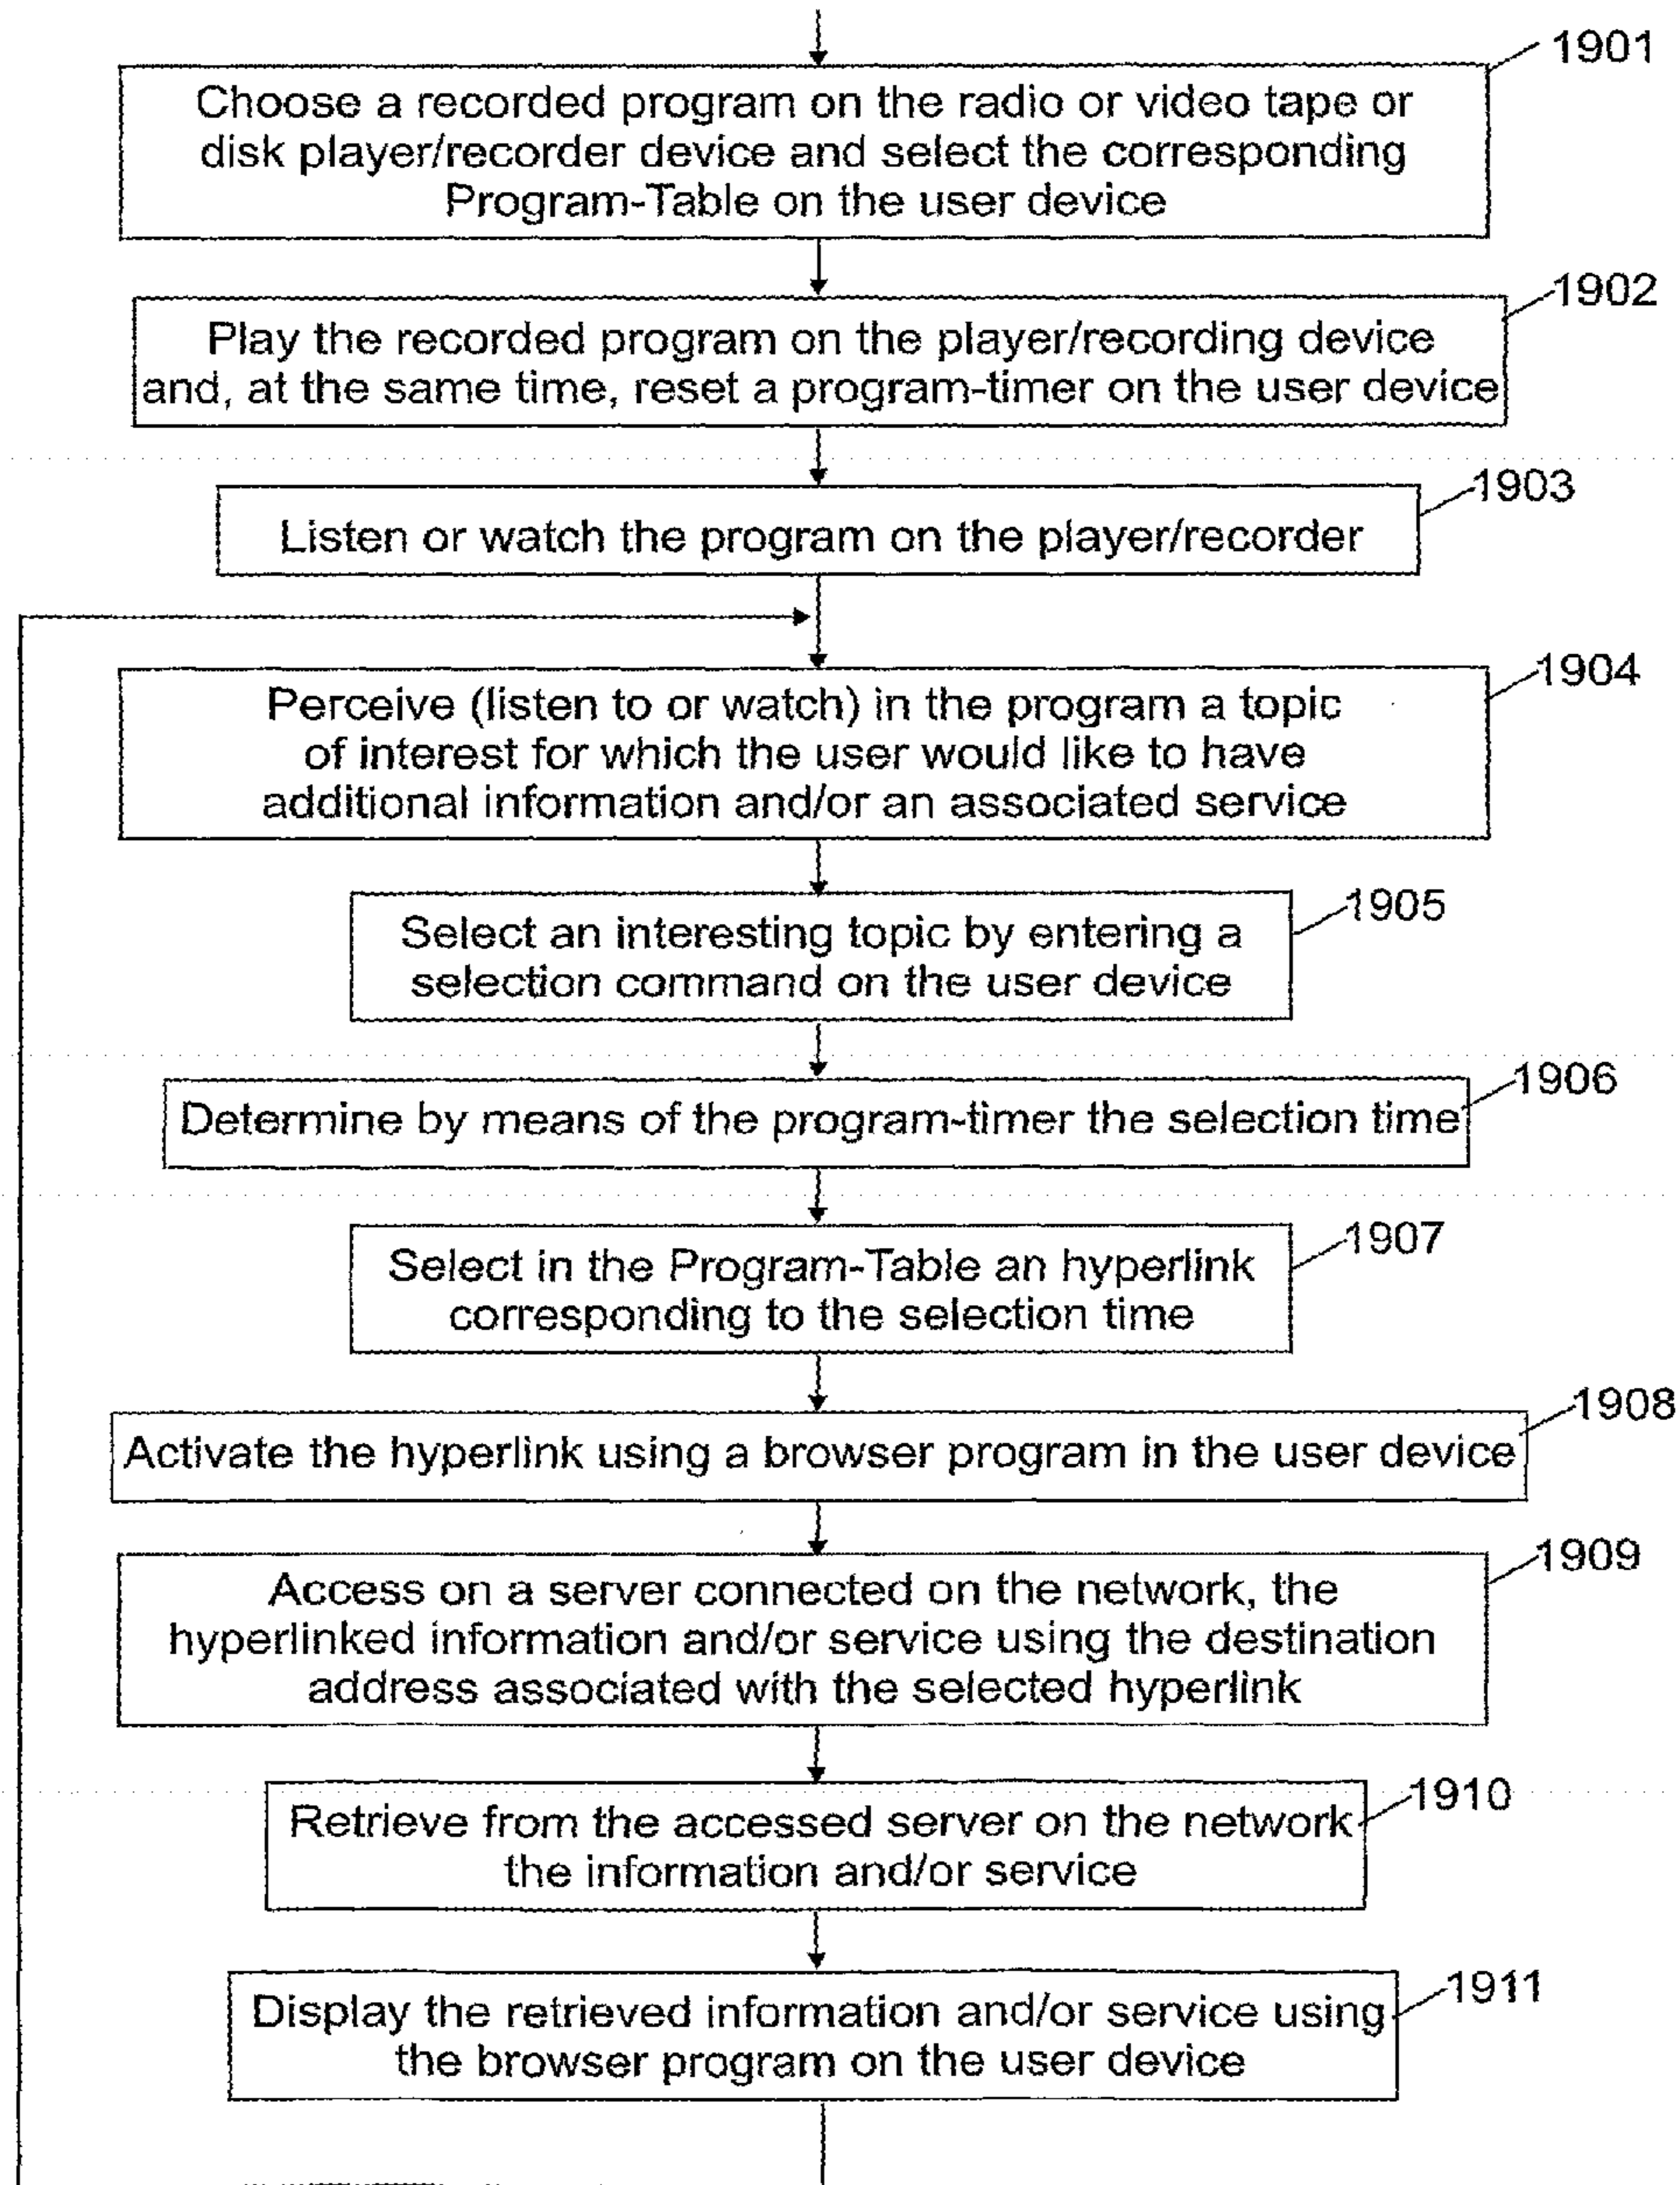 1901
Choose a recorded program on the radio or video tape or
disk player/recorder device and select the corresponding
Program-Table on the user device
1902
Play the recorded program on the player/recording device
and, at the same time, reset a program-timer on the user device
1903
Listen or watch the program on the player/recorder
1904
Perceive (listen to or watch) in the program a topic
of interest for which the user would like to have
additional information and/or an associated service
1905
Select an interesting topic by entering a
selection command on the user device
1906
Determine by means of the program-timer the selection time
1907
Select in the Program-Table an hyperlink
corresponding to the selection time
1908
Activate the hyperlink using a browser program in the user device
1909
Access on a server connected on the network, the
hyperlinked information and/or service using the destination
address associated with the selected hyperlink
1910
Retrieve from the accessed server on the network
the information and/or service
1911
Display the retrieved information and/or service using
the browser program on the user device